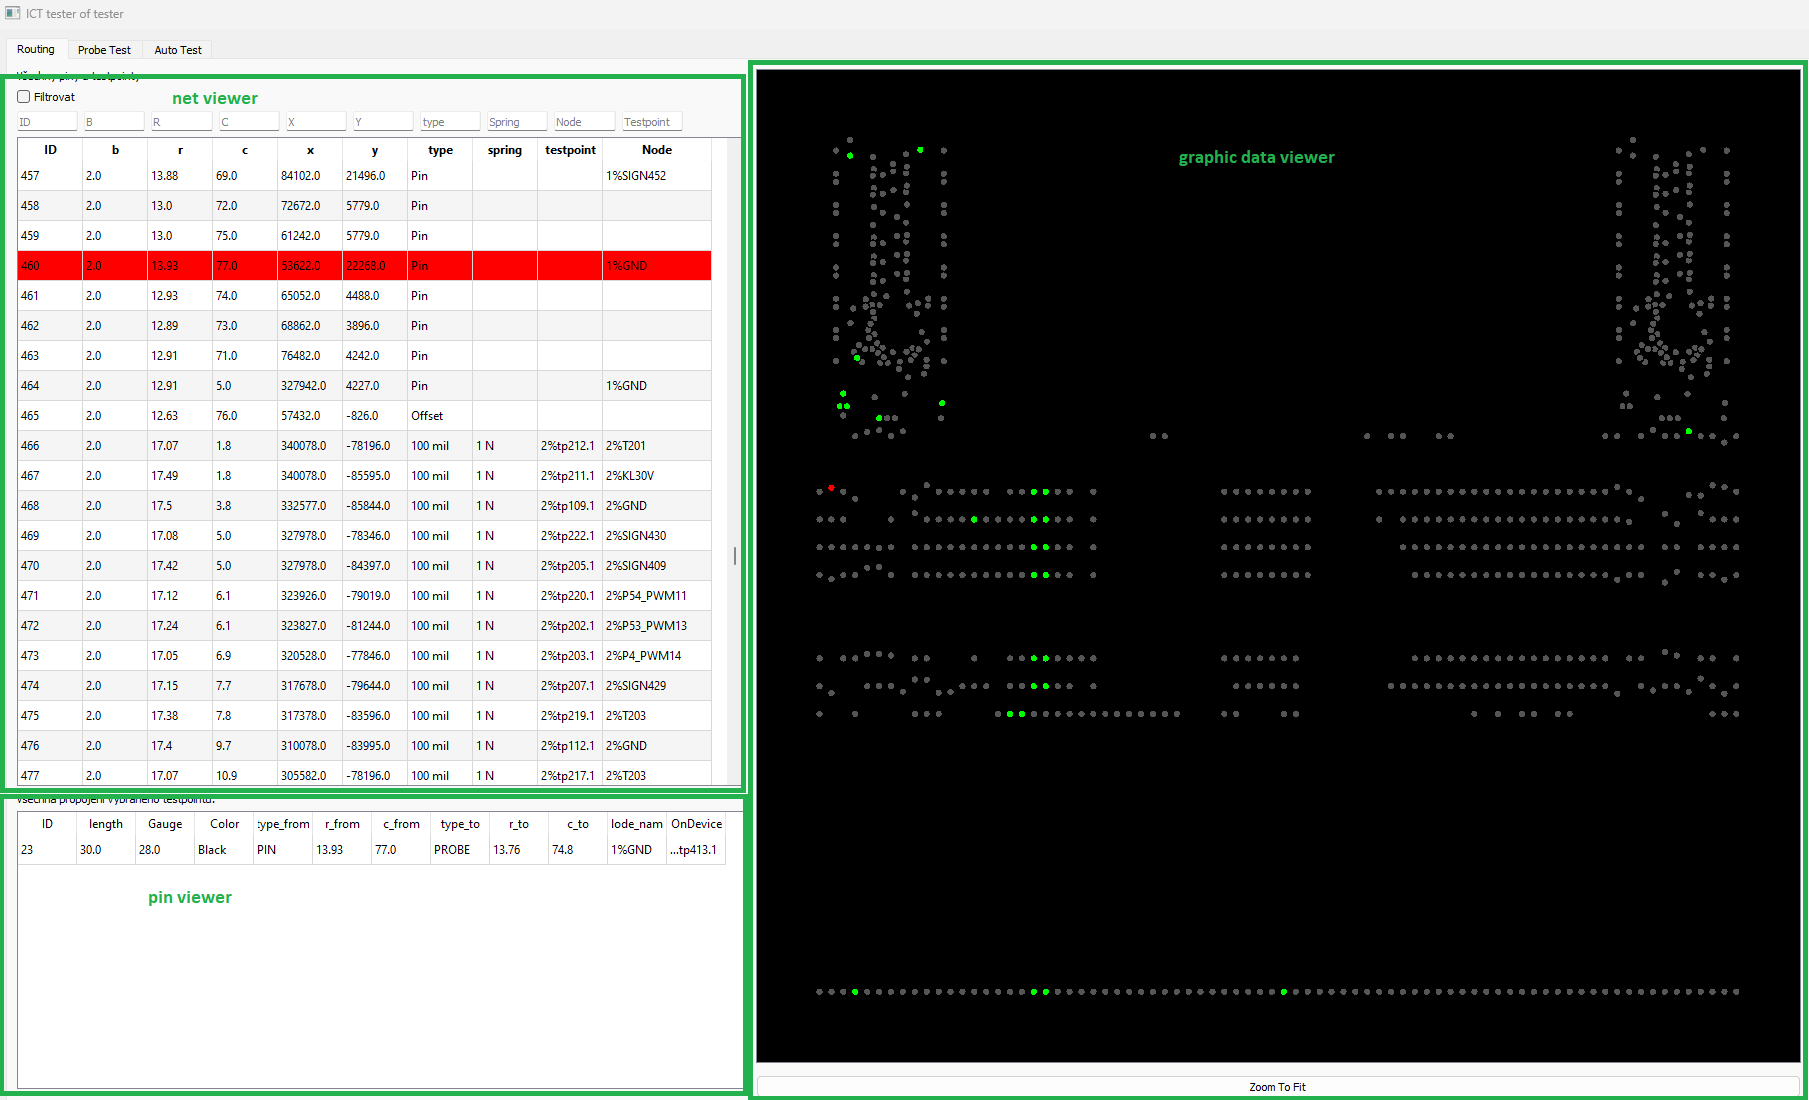 ICT tester of tester
Routing Probe Test Auto Test
Všechny piny a testpointy
Filtrovat
net viewer
ID B R C X Y type Spring Node Testpoint
ID b r c x y type spring testpoint Node
457 2.0 13.88 69.0 84102.0 21496.0 Pin 1%SIGN452
458 2.0 13.0 72.0 72672.0 5779.0 Pin
459 2.0 13.0 75.0 61242.0 5779.0 Pin
460 2.0 13.93 77.0 53622.0 22268.0 Pin 1%GND
461 2.0 12.93 74.0 65052.0 4488.0 Pin
462 2.0 12.89 73.0 68862.0 3896.0 Pin
463 2.0 12.91 71.0 76482.0 4242.0 Pin
464 2.0 12.91 5.0 327942.0 4227.0 Pin 1%GND
465 2.0 12.63 76.0 57432.0 -826.0 Offset
466 2.0 17.07 1.8 340078.0 -78196.0 100 mil 1 N 2%tp212.1 2%T201
467 2.0 17.49 1.8 340078.0 -85595.0 100 mil 1 N 2%tp211.1 2%KL30V
468 2.0 17.5 3.8 332577.0 -85844.0 100 mil 1 N 2%tp109.1 2%GND
469 2.0 17.08 5.0 327978.0 -78346.0 100 mil 1 N 2%tp222.1 2%SIGN430
470 2.0 17.42 5.0 327978.0 -84397.0 100 mil 1 N 2%tp205.1 2%SIGN409
471 2.0 17.12 6.1 323926.0 -79019.0 100 mil 1 N 2%tp220.1 2%P54_PWM11
472 2.0 17.24 6.1 323827.0 -81244.0 100 mil 1 N 2%tp202.1 2%P53_PWM13
473 2.0 17.05 6.9 320528.0 -77846.0 100 mil 1 N 2%tp203.1 2%P4_PWM14
474 2.0 17.15 7.7 317678.0 -79644.0 100 mil 1 N 2%tp207.1 2%SIGN429
475 2.0 17.38 7.8 317378.0 -83596.0 100 mil 1 N 2%tp219.1 2%T203
476 2.0 17.4 9.7 310078.0 -83995.0 100 mil 1 N 2%tp112.1 2%GND
477 2.0 17.07 10.9 305582.0 -78196.0 100 mil 1 N 2%tp217.1 2%T203
Všechna propojení vybraného testpointu:
ID length Gauge Color type_from r_from c_from type_to r_to c_to lode_nam OnDevice
23 30.0 28.0 Black PIN 13.93 77.0 PROBE 13.76 74.8 1%GND ...tp413.1
pin viewer
graphic data viewer
Zoom To Fit